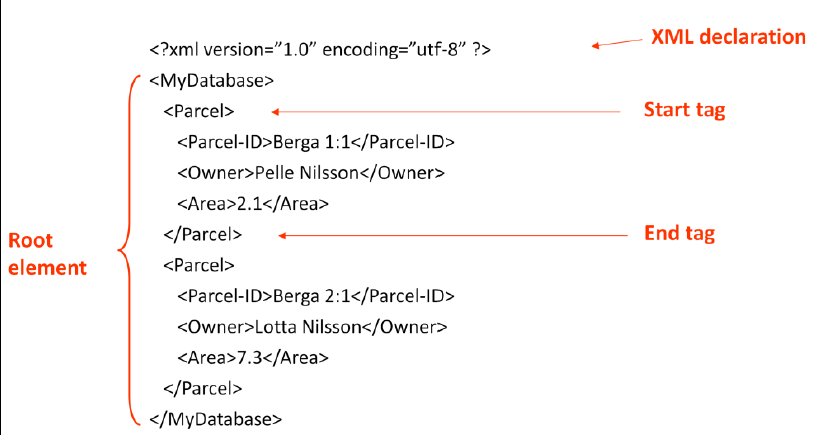 <?xml version=”1.0” encoding=”utf-8” ?>
XML declaration
<MyDatabase>
<Parcel>
Start tag
<Parcel-ID>Berga 1:1</Parcel-ID>
<Owner>Pelle Nilsson</Owner>
<Area>2.1</Area>
</Parcel>
End tag
Root
element
<Parcel>
<Parcel-ID>Berga 2:1</Parcel-ID>
<Owner>Lotta Nilsson</Owner>
<Area>7.3</Area>
</Parcel>
</MyDatabase>